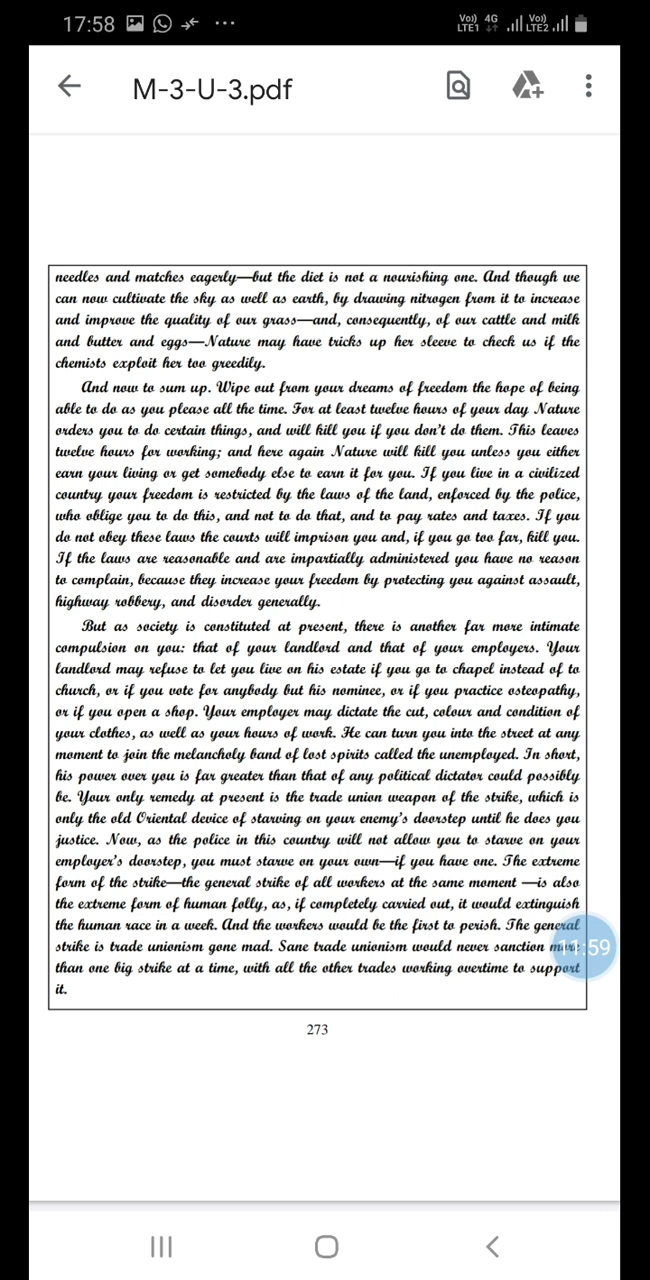 17:58 ...
Vo)) 4G Vo))
LTE1 LTE2
M-3-U-3.pdf
needles and matches eagerly—but the diet is not a nourishing one. And though we
can now cultivate the sky as well as earth, by drawing nitrogen from it to increase
and improve the quality of our grass—and, consequently, of our cattle and milk
and butter and eggs—Nature may have tricks up her sleeve to check us if the
chemists exploit her too greedily.
And now to sum up. Wipe out from your dreams of freedom the hope of being
able to do as you please all the time. For at least twelve hours of your day Nature
orders you to do certain things, and will kill you if you don't do them. This leaves
twelve hours for working; and here again Nature will kill you unless you either
earn your living or get somebody else to earn it for you. If you live in a civilized
country your freedom is restricted by the laws of the land, enforced by the police,
who oblige you to do this, and not to do that, and to pay rates and taxes. If you
do not obey these laws the courts will imprison you and, if you go too far, kill you.
If the laws are reasonable and are impartially administered you have no reason
to complain, because they increase your freedom by protecting you against assault,
highway robbery, and disorder generally.
But as society is constituted at present, there is another far more intimate
compulsion on you: that of your landlord and that of your employers. Your
landlord may refuse to let you live on his estate if you go to chapel instead of to
church, or if you vote for anybody but his nominee, or if you practice osteopathy,
or if you open a shop. Your employer may dictate the cut, colour and condition of
your clothes, as well as your hours of work. He can turn you into the street at any
moment to join the melancholy band of lost spirits called the unemployed. In short,
his power over you is far greater than that of any political dictator could possibly
be. Your only remedy at present is the trade union weapon of the strike, which is
only the old Oriental device of starving on your enemy's doorstep until he does you
justice. Now, as the police in this country will not allow you to starve on your
employer's doorstep, you must starve on your own—if you have one. The extreme
form of the strike—the general strike of all workers at the same moment —is also
the extreme form of human folly, as, if completely carried out, it would extinguish
the human race in a week. And the workers would be the first to perish. The general
strike is trade unionism gone mad. Sane trade unionism would never sanction more
than one big strike at a time, with all the other trades working overtime to support
it.
11:59
273